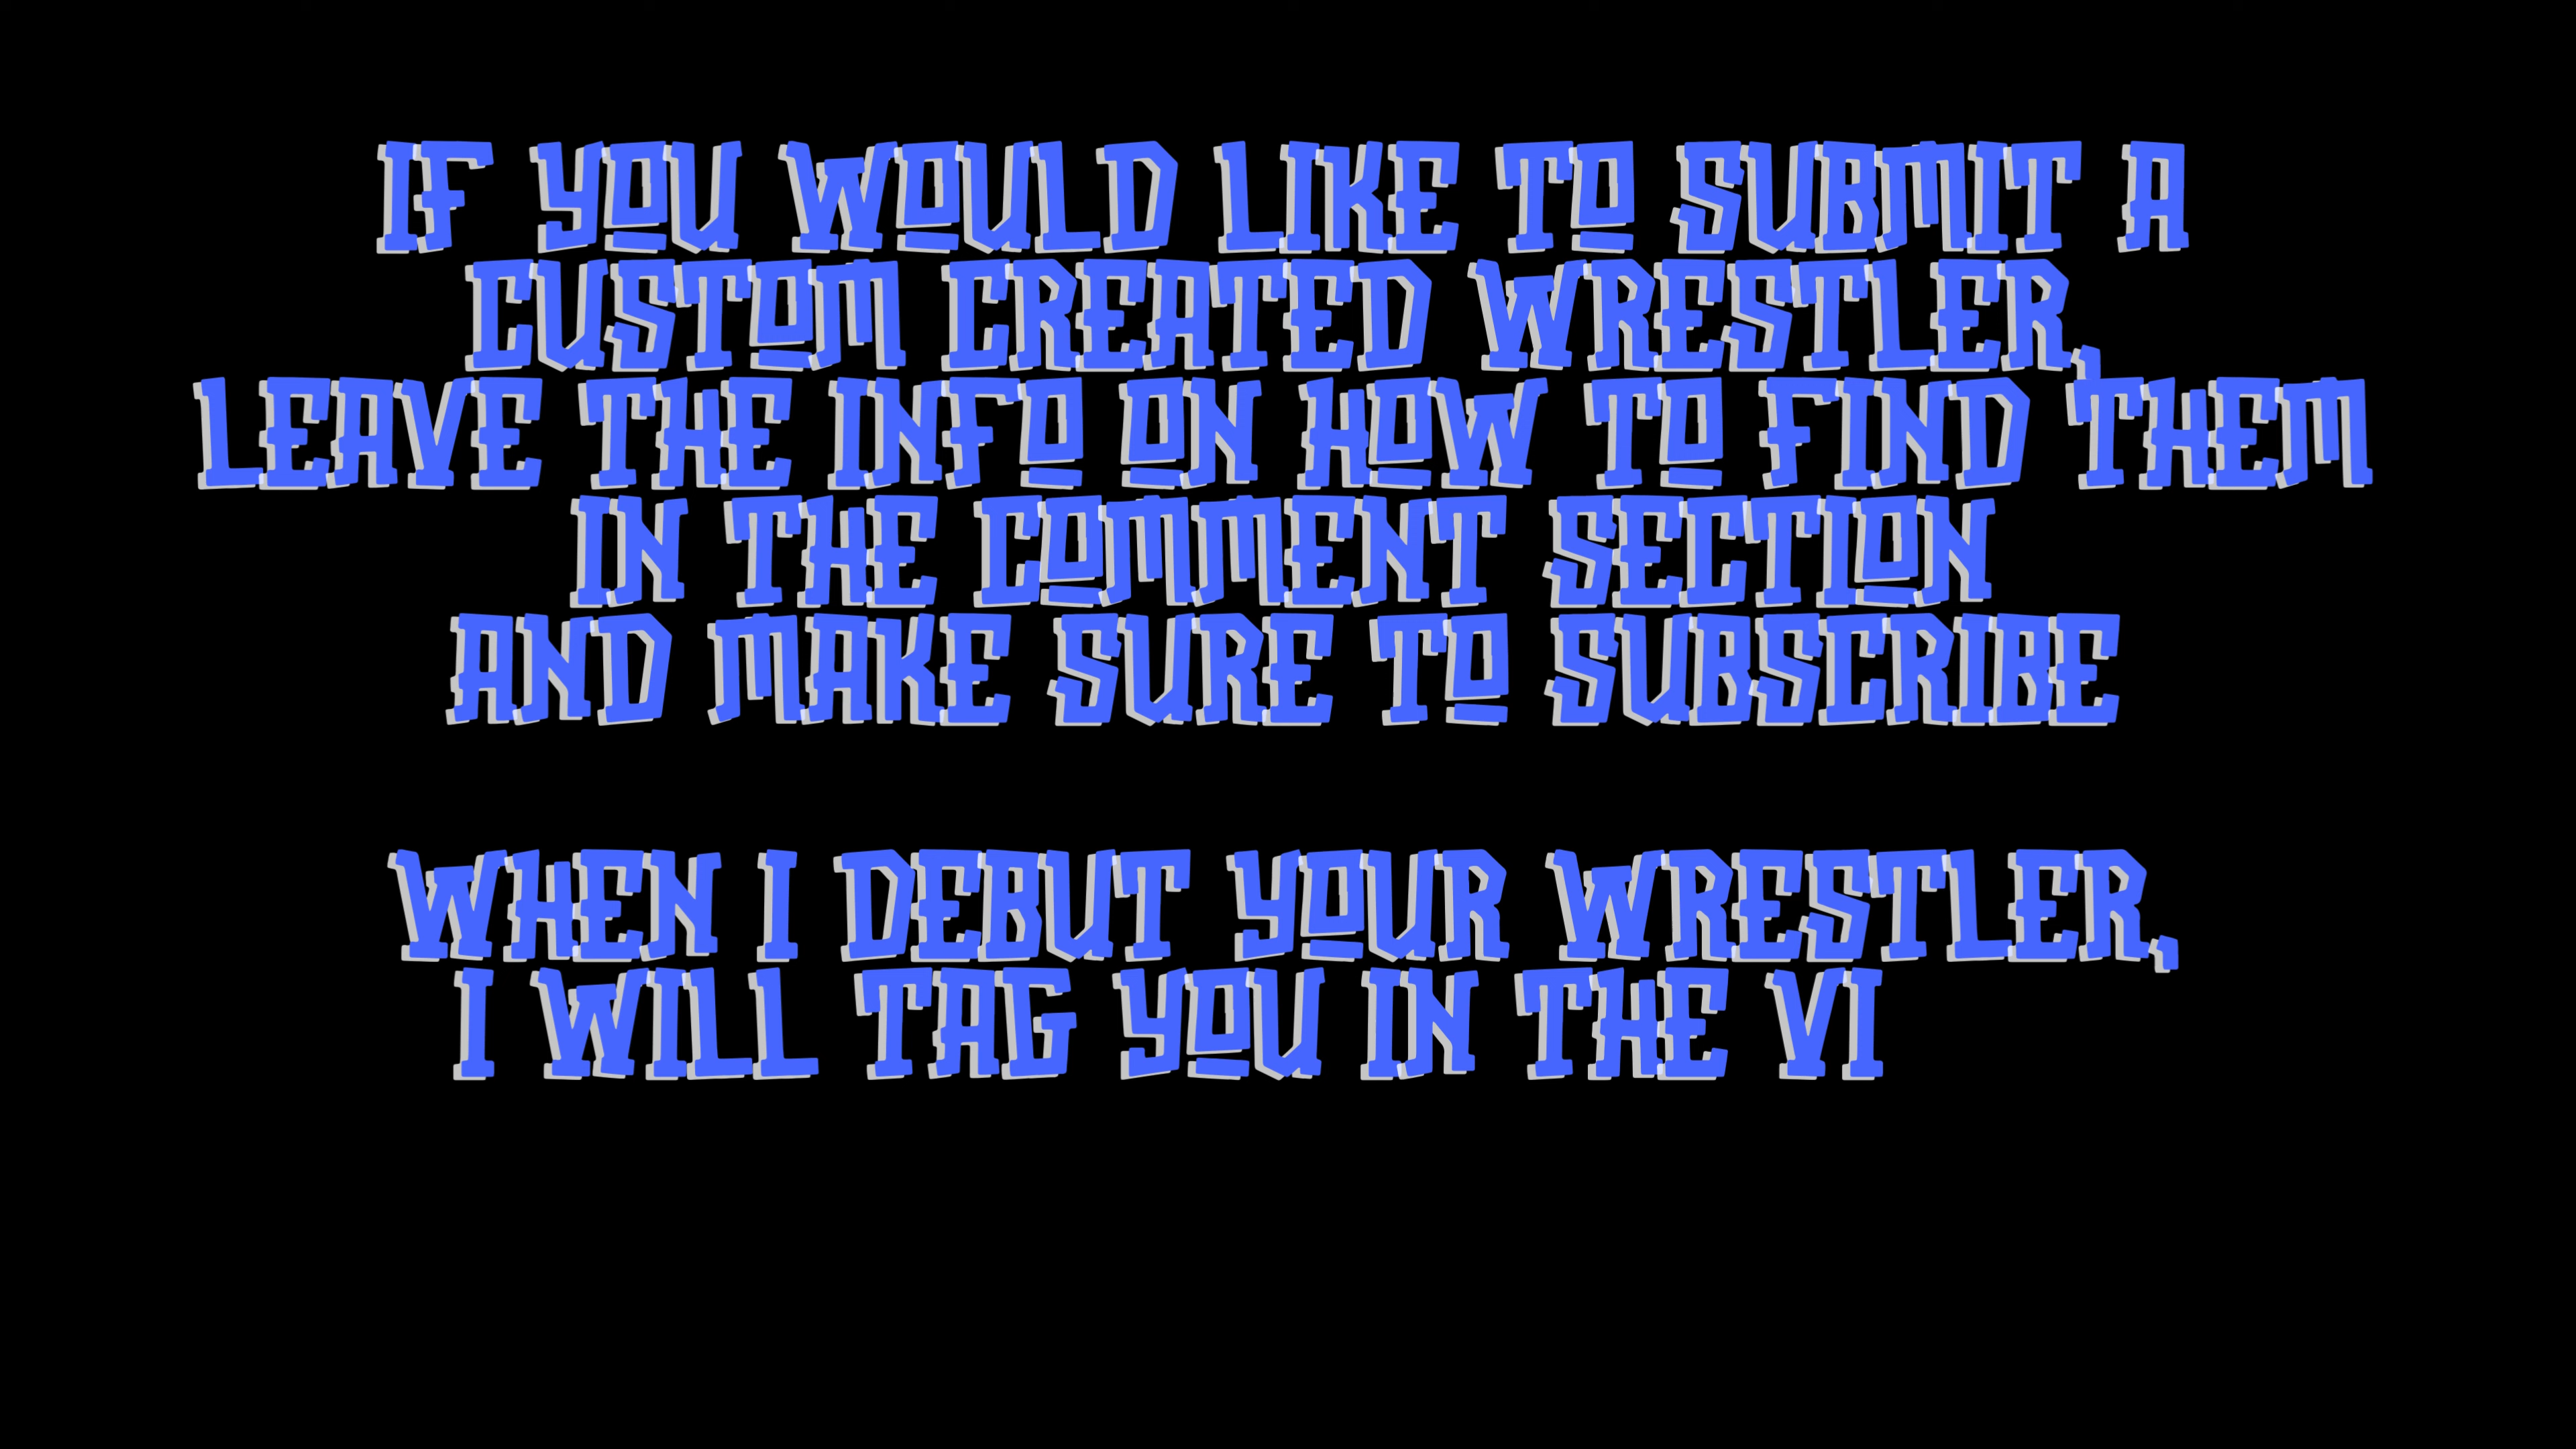 IF YOU WOULD LIKE TO SUBMIT A
CUSTOM CREATED WRESTLER,
LEAVE THE INFO ON HOW TO FIND THEM
IN THE COMMENT SECTION
AND MAKE SURE TO SUBSCRIBE
WHEN I DEBUT YOUR WRESTLER,
I WILL TAG YOU IN THE VI